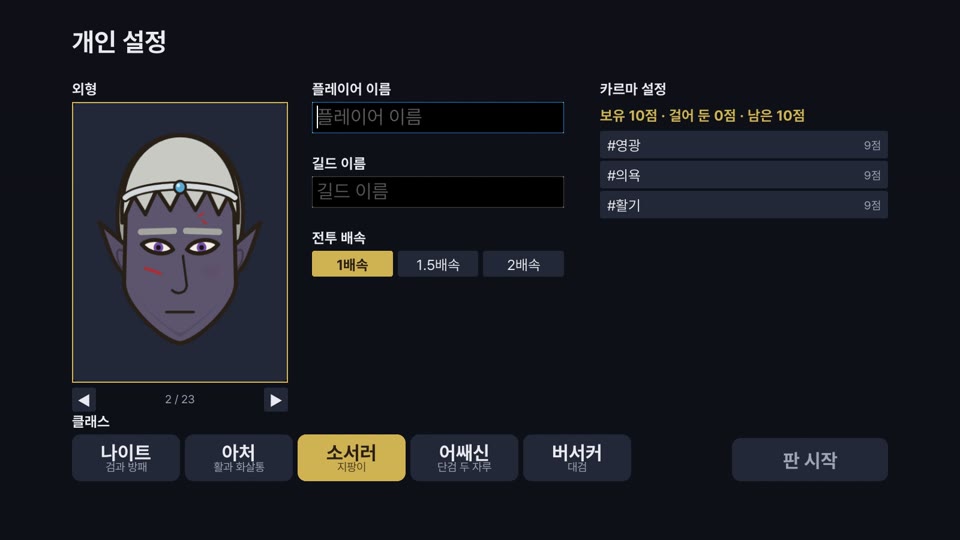 개인 설정
외형
플레이어 이름
플레이어 이름
길드 이름
길드 이름
전투 배속
1배속 1.5배속 2배속
카르마 설정
보유 10점 · 걸어 둔 0점 · 남은 10점
#영광 9점
#의욕 9점
#활기 9점
◀ 2 / 23 ▶
클래스
나이트 아처 소서러 어쌔신 버서커
검과 방패 활과 화살통 지팡이 단검 두 자루 대검
판 시작